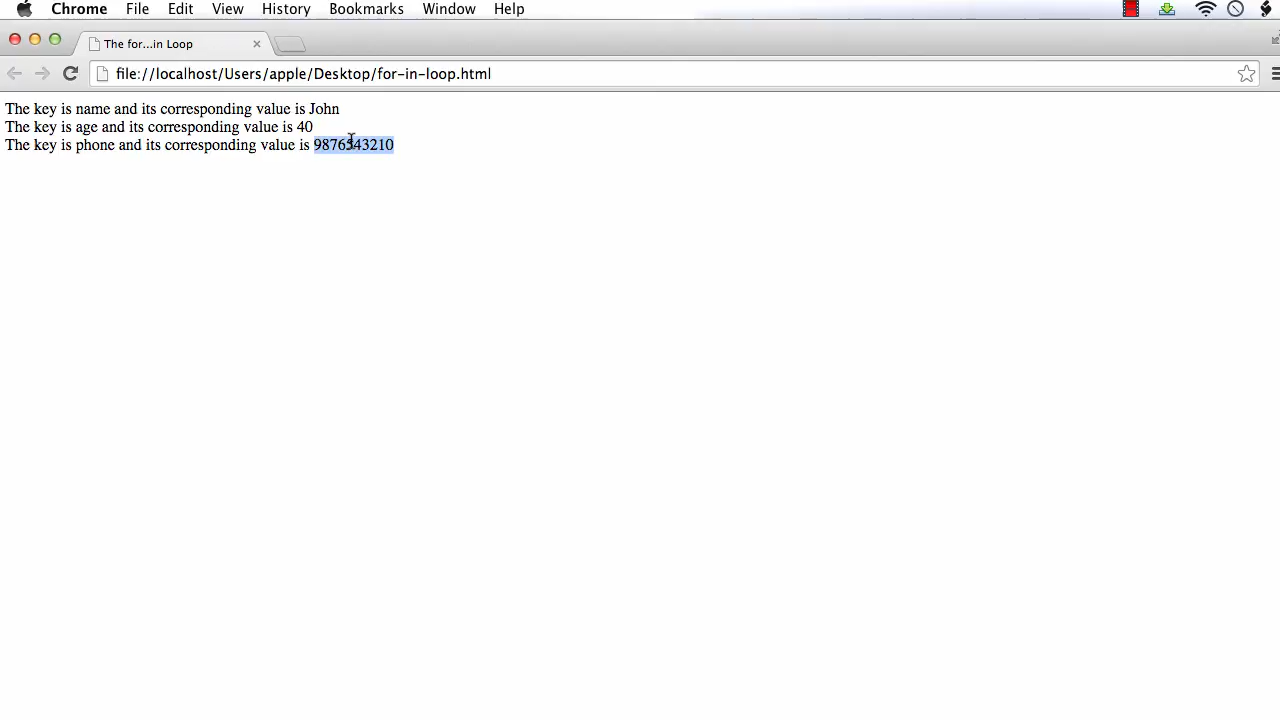 Chrome File Edit View History Bookmarks Window Help
The for...in Loop
file://localhost/Users/apple/Desktop/for-in-loop.html
The key is name and its corresponding value is John
The key is age and its corresponding value is 40
The key is phone and its corresponding value is 9876543210